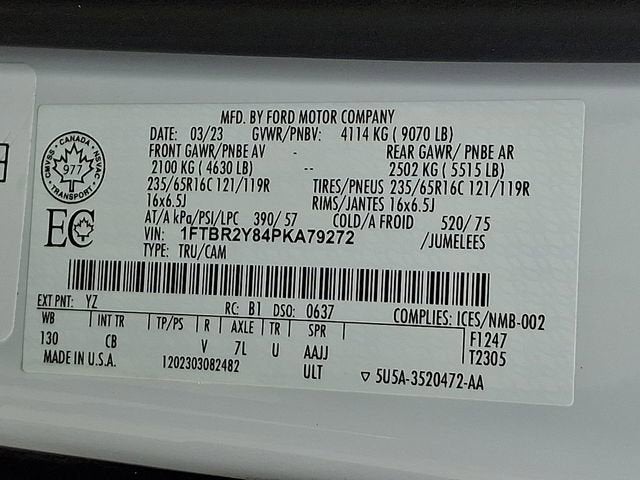 MFD. BY FORD MOTOR COMPANY
DATE: 03/23 GVWR/PNBV: 4114 KG ( 9070 LB)
FRONT GAWR/PNBE AV - REAR GAWR/ PNBE AR
2100 KG ( 4630 LB) -- 2502 KG ( 5515 LB)
235/65R16C 121/119R TIRES/PNEUS 235/65R16C 121/119R
16x6.5J RIMS/JANTES 16x6.5J
AT/A kPa/PSI/LPC 390/ 57 COLD/A FROID 520/ 75
VIN: 1FTBR2Y84PKA79272 /JUMELEES
TYPE: TRU/CAM
CMVSS · CANADA · NSVAC
977
· TRANSPORT ·
EC
EXT PNT: YZ RC: B1 DSO: 0637 COMPLIES: ICES/NMB-002
WB INT TR TP/PS R AXLE TR SPR F1247
130 CB V 7L U AAJJ T2305
MADE IN U.S.A. 1202303082482 ULT ▽ 5U5A-3520472-AA